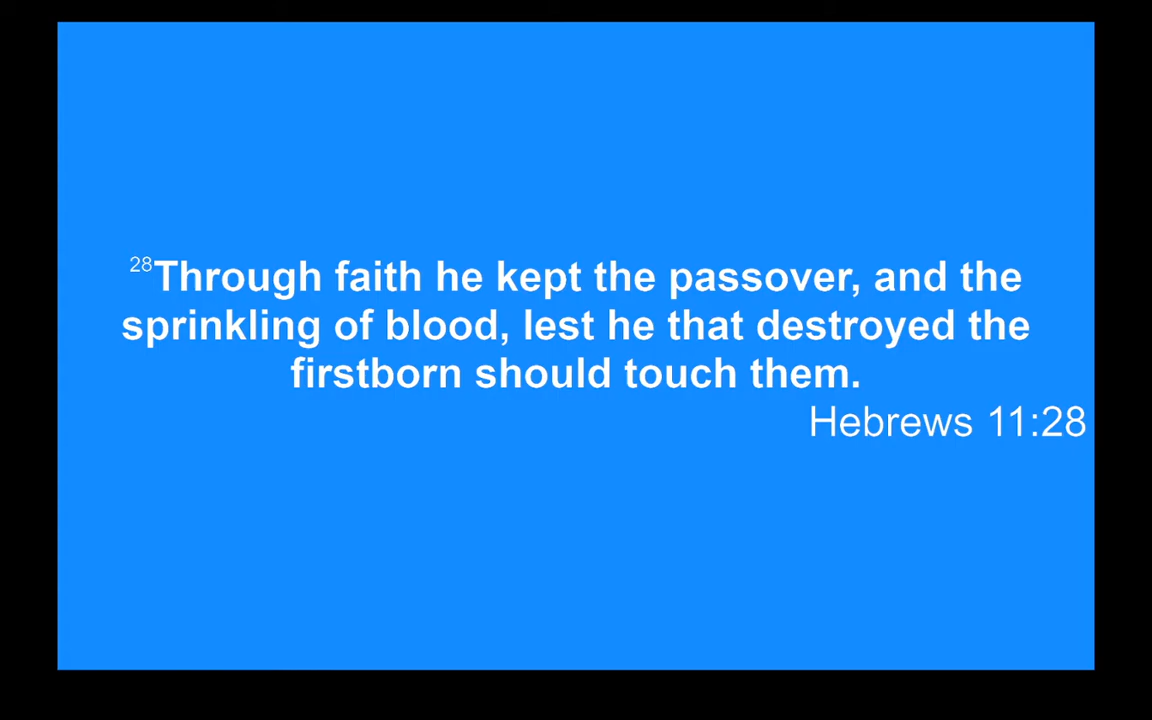 28Through faith he kept the passover, and the
sprinkling of blood, lest he that destroyed the
firstborn should touch them.
Hebrews 11:28